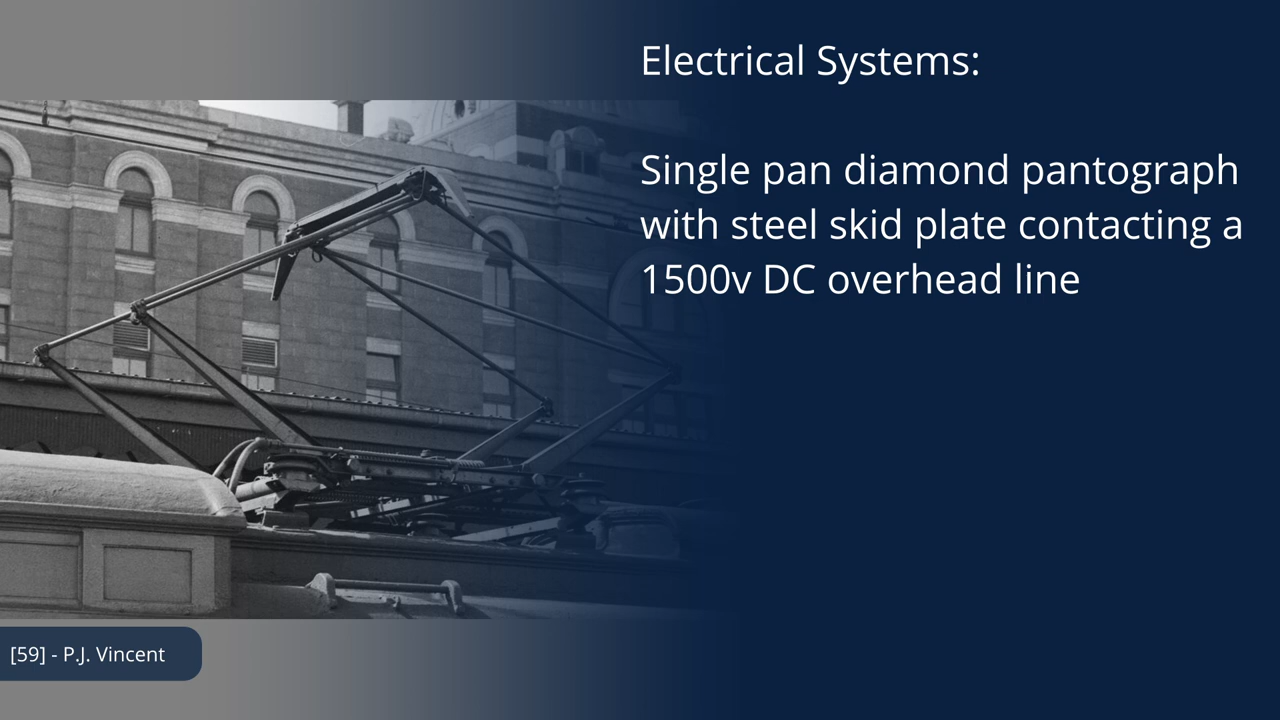 Electrical Systems:
Single pan diamond pantograph
with steel skid plate contacting a
1500v DC overhead line
[59] - P.J. Vincent